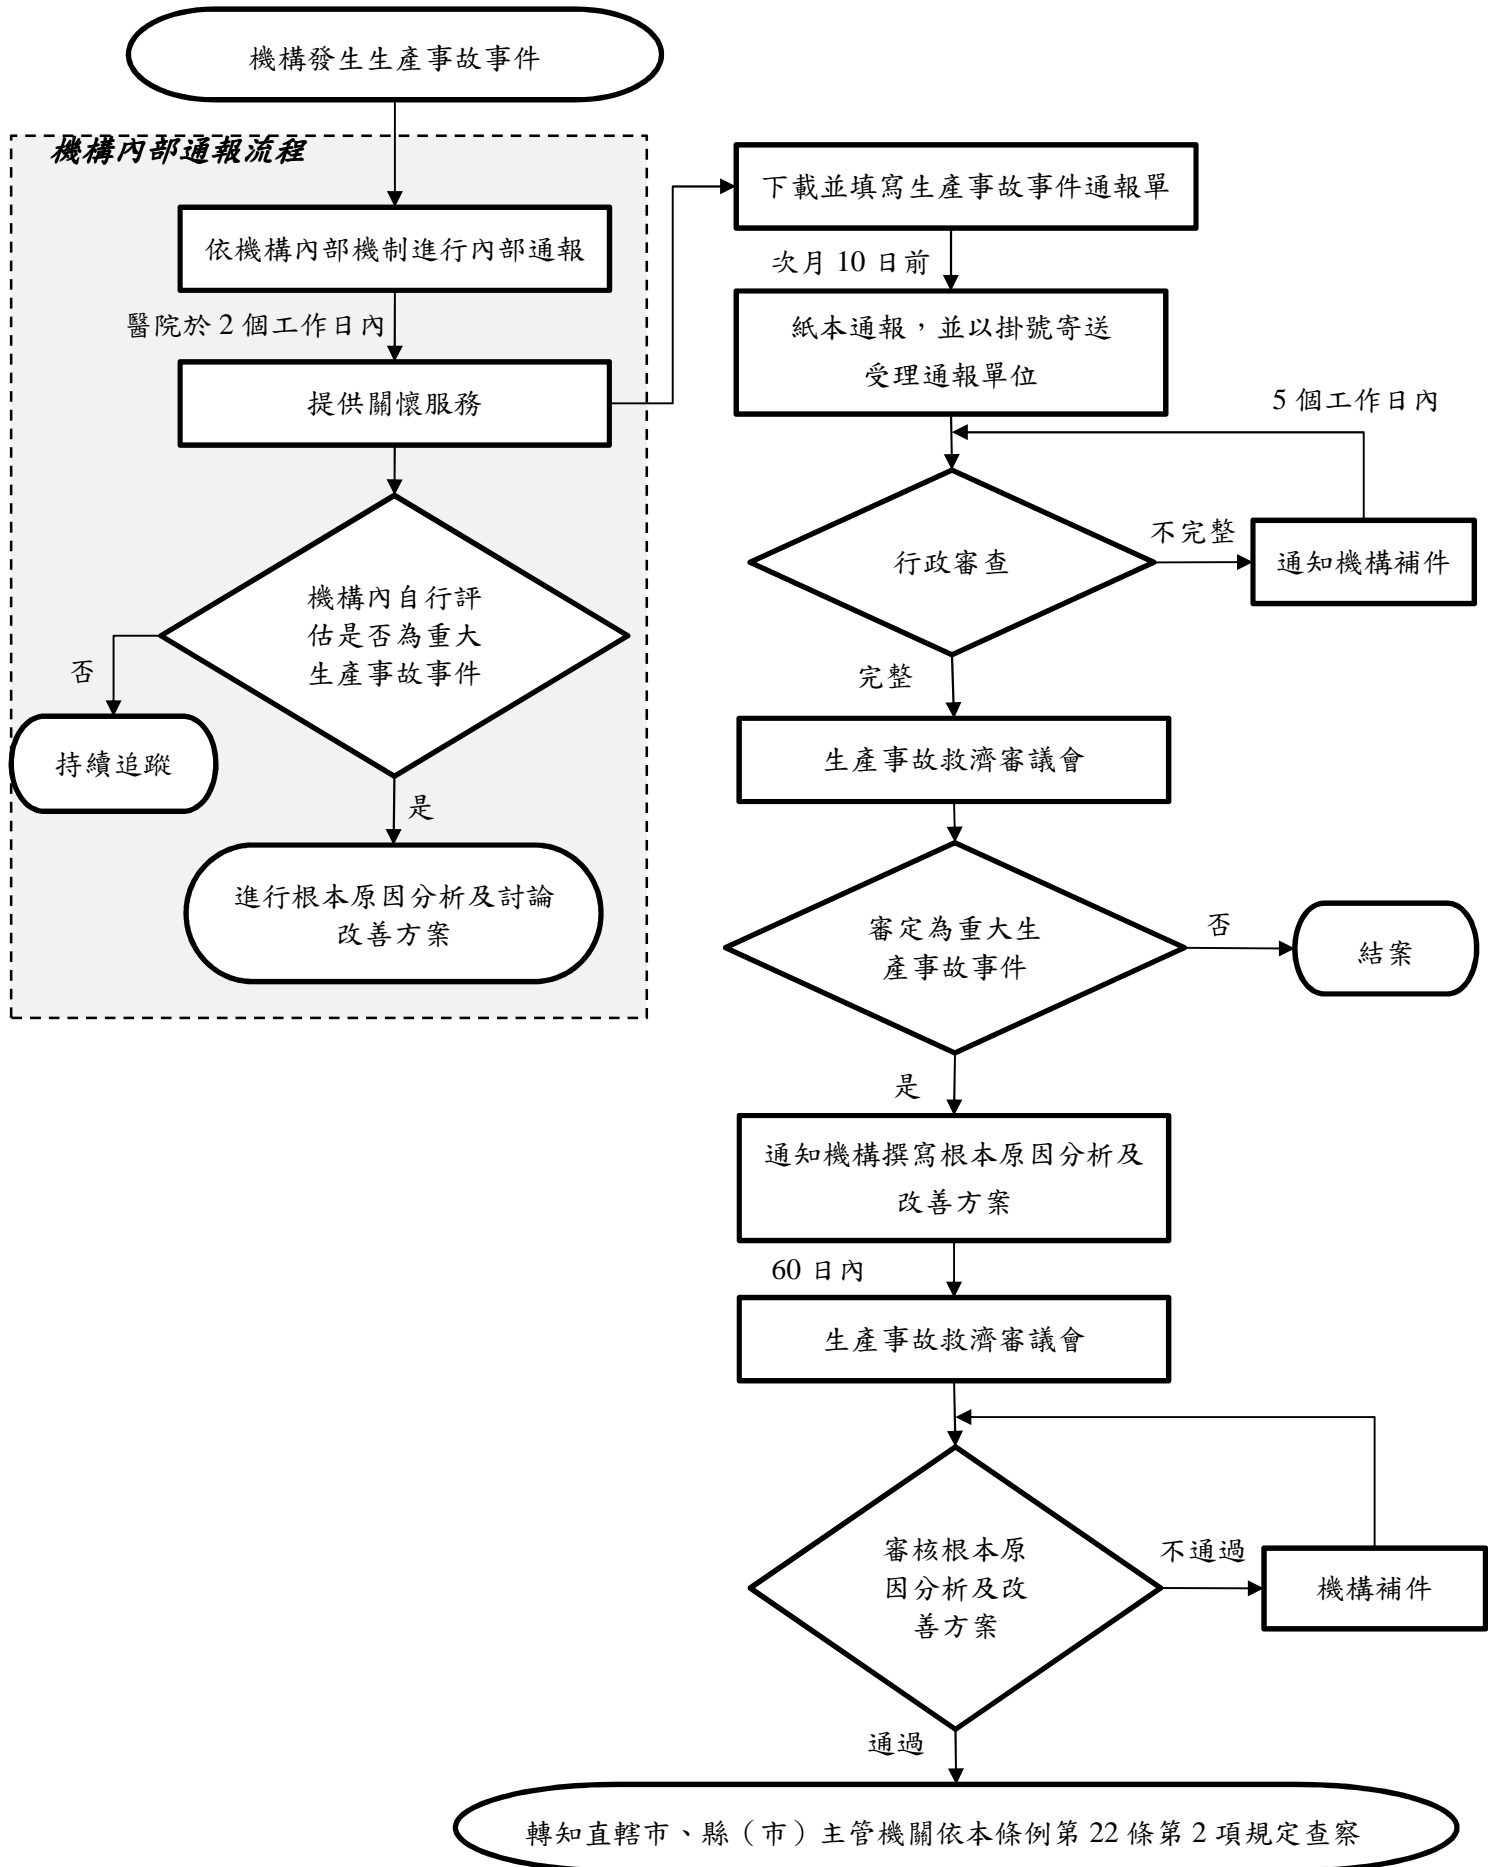 機構發生生產事故事件
機構內部通報流程
依機構內部機制進行內部通報
醫院於 2 個工作日內
提供關懷服務
機構內自行評
估是否為重大
生產事故事件
否
持續追蹤
是
進行根本原因分析及討論
改善方案
下載並填寫生產事故事件通報單
次月 10 日前
紙本通報，並以掛號寄送
受理通報單位
5 個工作日內
行政審查
不完整
通知機構補件
完整
生產事故救濟審議會
審定為重大生
產事故事件
否
結案
是
通知機構撰寫根本原因分析及
改善方案
60 日內
生產事故救濟審議會
審核根本原
因分析及改
善方案
不通過
機構補件
通過
轉知直轄市、縣（市）主管機關依本條例第 22 條第 2 項規定查察